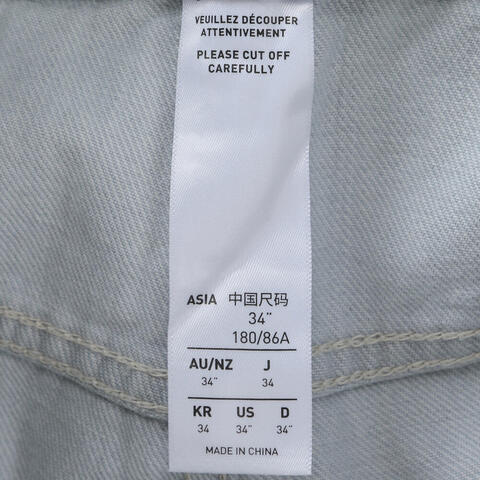 VEUILLEZ DÉCOUPER
ATTENTIVEMENT
PLEASE CUT OFF
CAREFULLY
ASIA 中国尺码
34"
180/86A
AU/NZ J
34" 34
KR US D
34 34" 34"
MADE IN CHINA